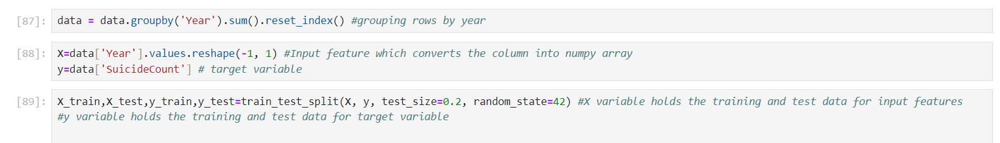 [87]: data = data.groupby('Year').sum().reset_index() #grouping rows by year
[88]: X=data['Year'].values.reshape(-1, 1) #Input feature which converts the column into numpy array
y=data['SuicideCount'] # target variable
[89]: X_train,X_test,y_train,y_test=train_test_split(X, y, test_size=0.2, random_state=42) #X variable holds the training and test data for input features
#y variable holds the training and test data for target variable